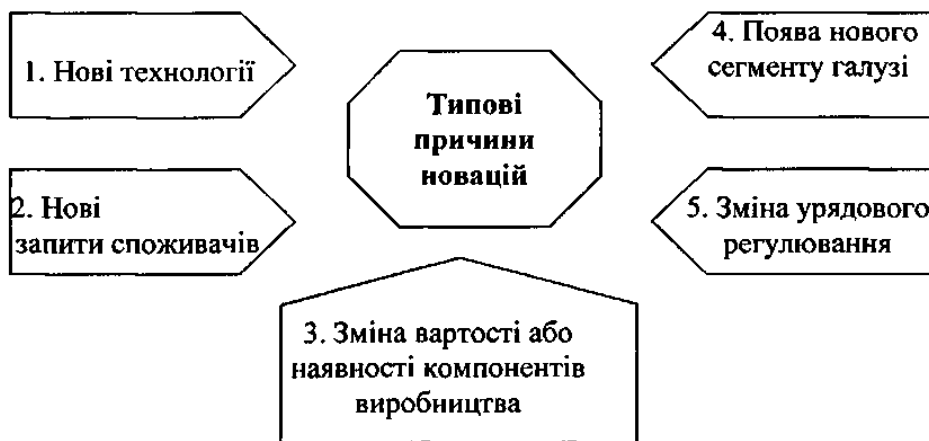 1. Нові технології
2. Нові
запити споживачів
Типові
причини
новацій
3. Зміна вартості або
наявності компонентів
виробництва
4. Поява нового
сегменту галузі
5. Зміна урядового
регулювання